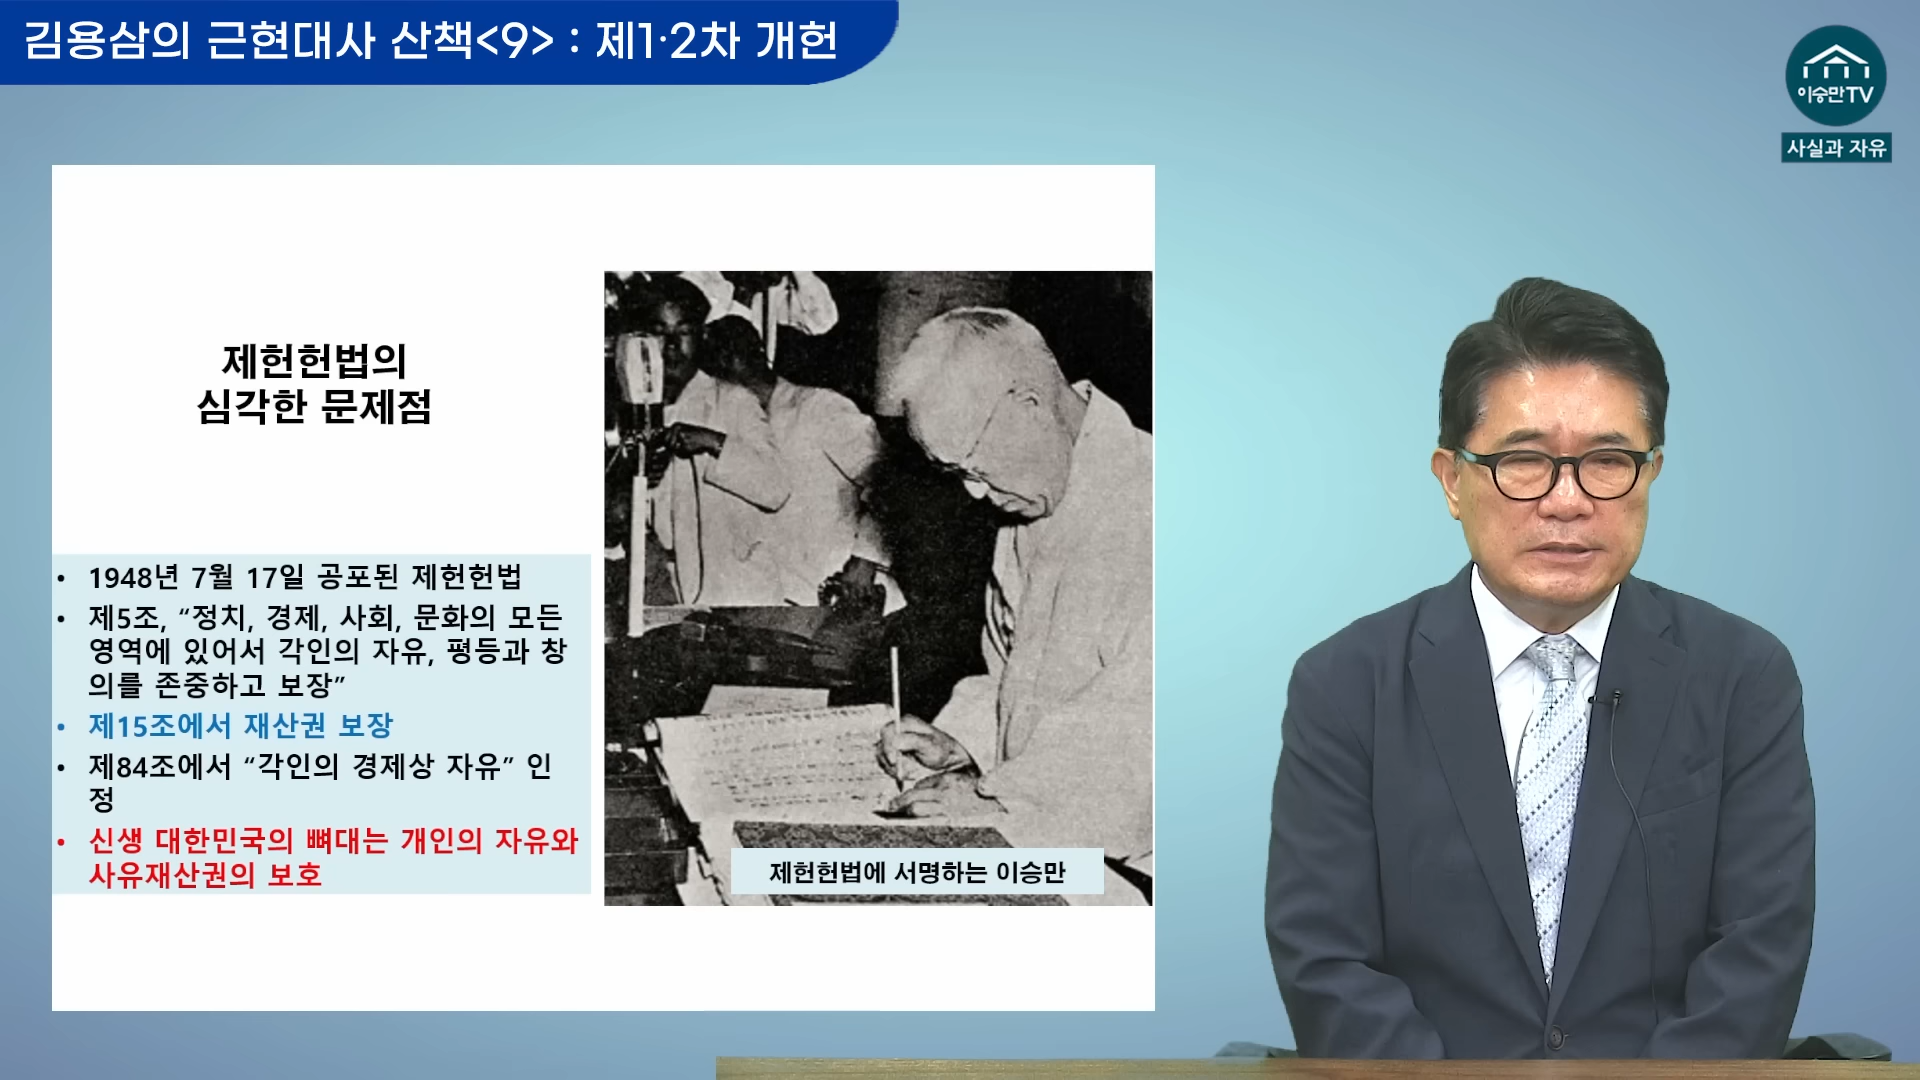 김용삼의 근현대사 산책<9> : 제1·2차 개헌
이승만TV
사실과 자유
제헌헌법의
심각한 문제점
• 1948년 7월 17일 공포된 제헌헌법
• 제5조, “정치, 경제, 사회, 문화의 모든
영역에 있어서 각인의 자유, 평등과 창
의를 존중하고 보장”
• 제15조에서 재산권 보장
• 제84조에서 “각인의 경제상 자유” 인
정
• 신생 대한민국의 뼈대는 개인의 자유와
사유재산권의 보호
제헌헌법에 서명하는 이승만